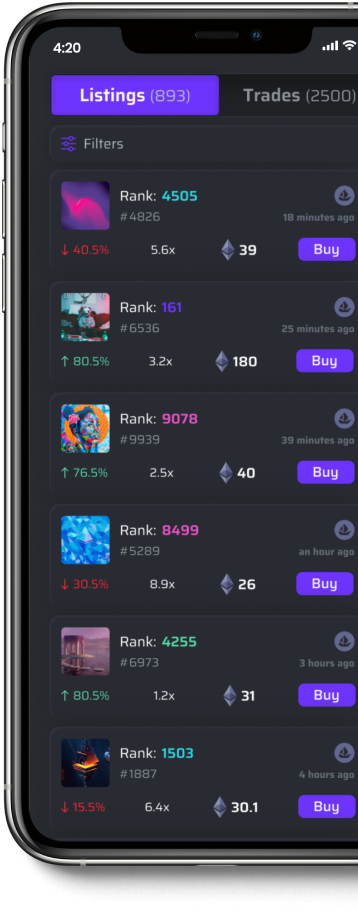 4:20
Listings (893) Trades (2500)
Filters
Rank: 4505
#4826 18 minutes ago
↓ 40.5% 5.6x 39 Buy
Rank: 161
#6536 25 minutes ago
↑ 80.5% 3.2x 180 Buy
Rank: 9078
#9939 39 minutes ago
↑ 76.5% 2.5x 40 Buy
Rank: 8499
#5289 an hour ago
↓ 30.5% 8.9x 26 Buy
Rank: 4255
#6973 3 hours ago
↑ 80.5% 1.2x 31 Buy
Rank: 1503
#1887 4 hours ago
↓ 15.5% 6.4x 30.1 Buy